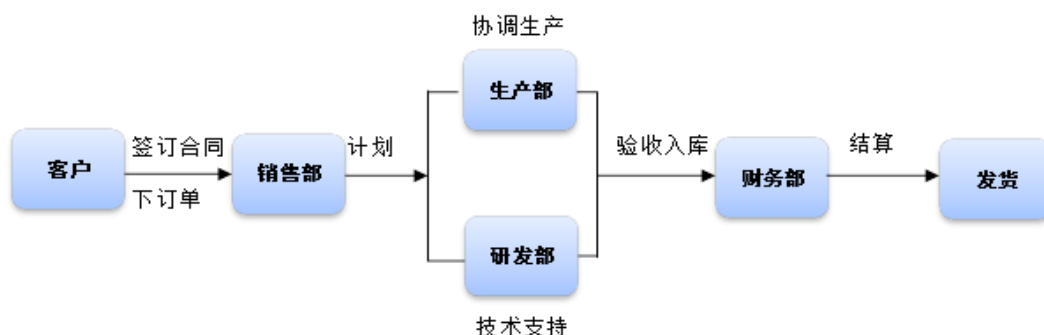 协调生产
生产部
客户
签订合同
下订单
销售部
计划
验收入库
财务部
结算
发货
研发部
技术支持